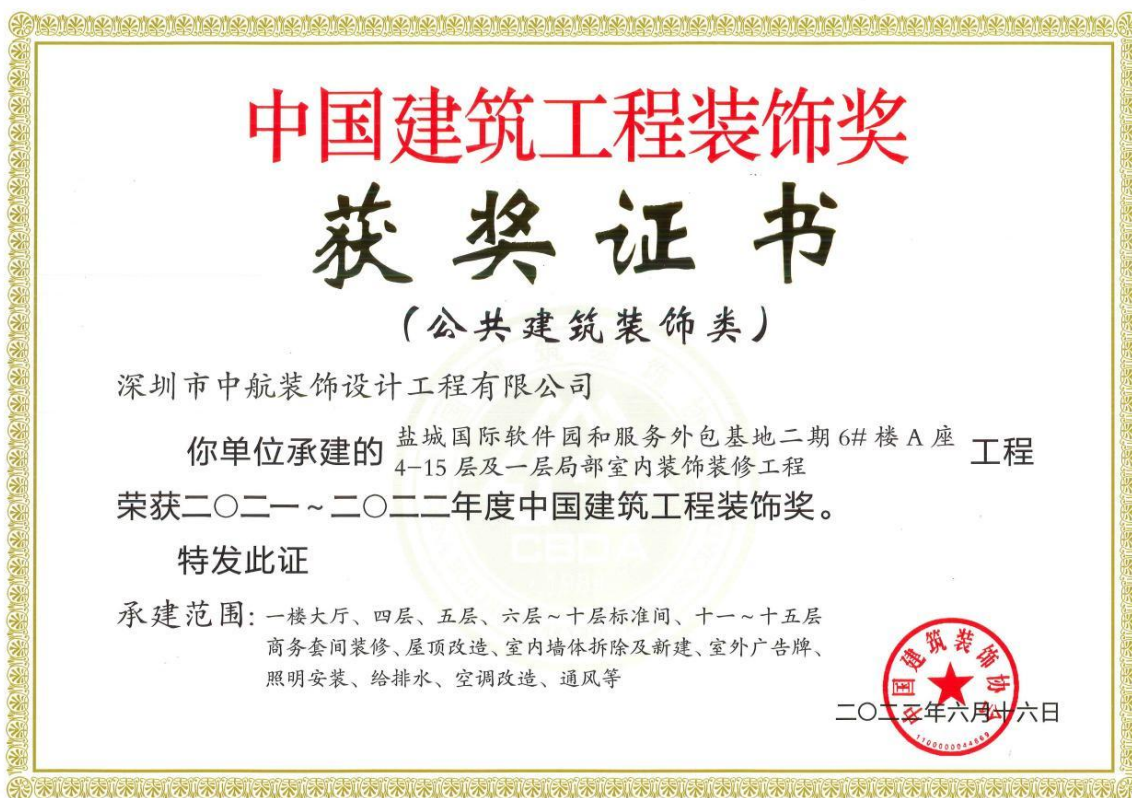 中国建筑工程装饰奖
获奖证书
(公共建筑装饰类)
深圳市中航装饰设计工程有限公司
你单位承建的 盐城国际软件园和服务外包基地二期 6# 楼 A 座
4-15 层及一层局部室内装饰装修工程 工程
荣获二〇二一~二〇二二年度中国建筑工程装饰奖。
特发此证
承建范围: 一楼大厅、四层、五层、六层~十层标准间、十一~十五层
商务套间装修、屋顶改造、室内墙体拆除及新建、室外广告牌、
照明安装、给排水、空调改造、通风等
中国建筑装饰协会
二〇二三年六月十六日
CBDA